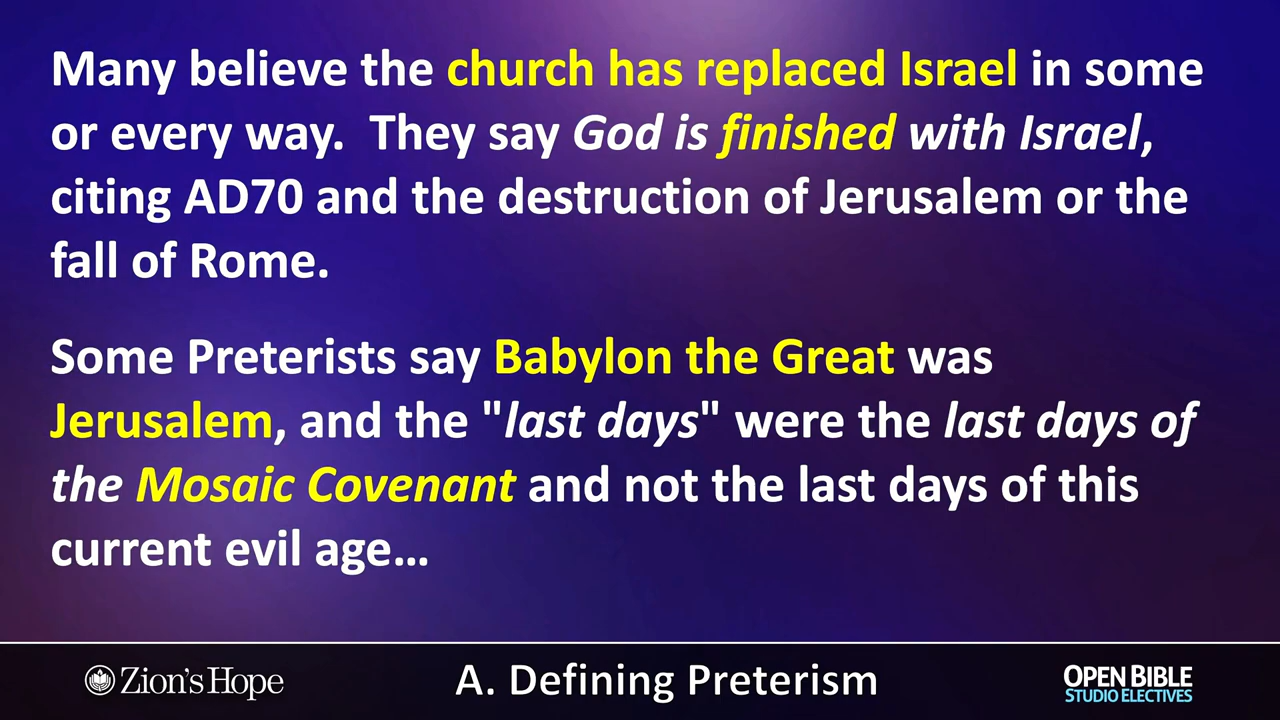 Many believe the church has replaced Israel in some
or every way.  They say God is finished with Israel,
citing AD70 and the destruction of Jerusalem or the
fall of Rome.
Some Preterists say Babylon the Great was
Jerusalem, and the "last days" were the last days of
the Mosaic Covenant and not the last days of this
current evil age…
Zion's Hope
A. Defining Preterism
OPEN BIBLE
STUDIO ELECTIVES